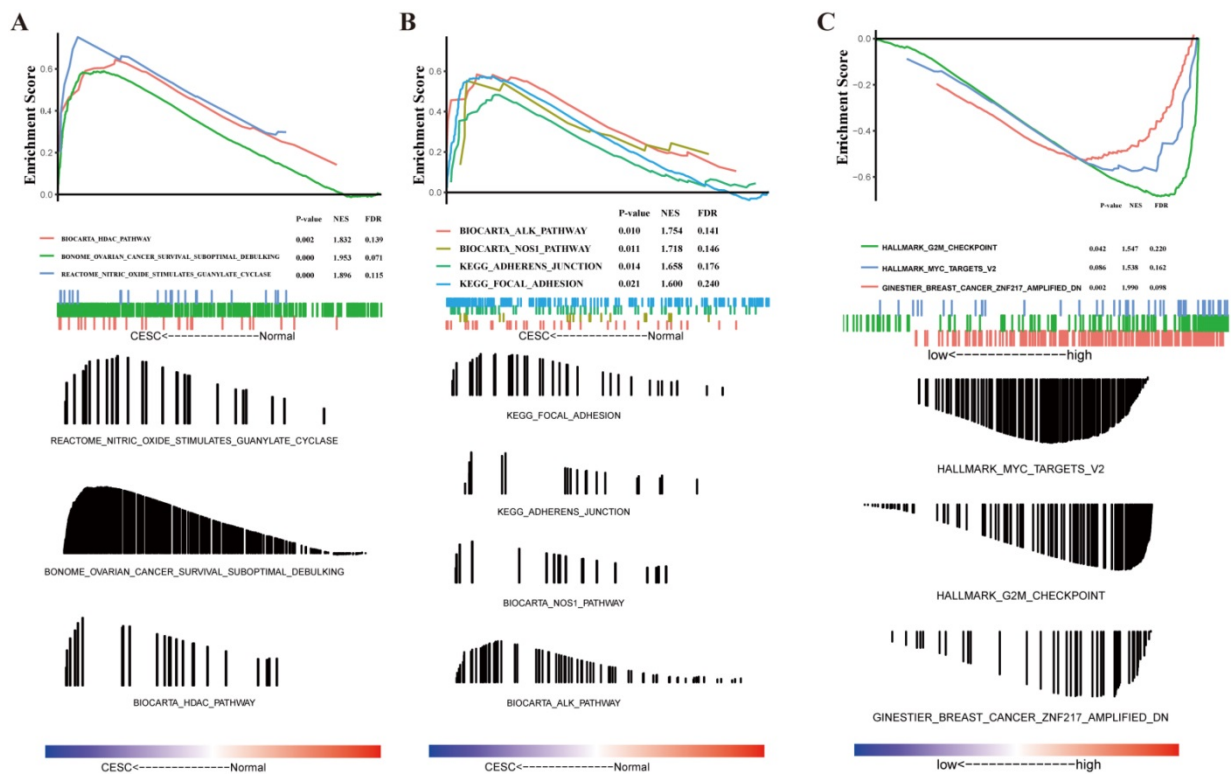 A
Enrichment Score
0.6
0.4
0.2
0.0
P-value NES FDR
BIOCARTA_HDAC_PATHWAY 0.002 1.832 0.139
BONOME_OVARIAN_CANCER_SURVIVAL_SUBOPTIMAL_DEBULKING 0.000 1.953 0.071
REACTOME_NITRIC_OXIDE_STIMULATES_GUANYLATE_CYCLASE 0.000 1.896 0.115
CESC<----------------Normal
REACTOME_NITRIC_OXIDE_STIMULATES_GUANYLATE_CYCLASE
BONOME_OVARIAN_CANCER_SURVIVAL_SUBOPTIMAL_DEBULKING
BIOCARTA_HDAC_PATHWAY
CESC<----------------Normal
B
Enrichment Score
0.6
0.4
0.2
0.0
P-value NES FDR
BIOCARTA_ALK_PATHWAY 0.010 1.754 0.141
BIOCARTA_NOS1_PATHWAY 0.011 1.718 0.146
KEGG_ADHERENS_JUNCTION 0.014 1.658 0.176
KEGG_FOCAL_ADHESION 0.021 1.600 0.240
CESC<----------------Normal
KEGG_FOCAL_ADHESION
KEGG_ADHERENS_JUNCTION
BIOCARTA_NOS1_PATHWAY
BIOCARTA_ALK_PATHWAY
CESC<----------------Normal
C
Enrichment Score
0.0
−0.2
−0.4
−0.6
P-value NES FDR
HALLMARK_G2M_CHECKPOINT 0.042 1.547 0.220
HALLMARK_MYC_TARGETS_V2 0.086 1.538 0.162
GINESTIER_BREAST_CANCER_ZNF217_AMPLIFIED_DN 0.002 1.990 0.098
low<----------------high
HALLMARK_MYC_TARGETS_V2
HALLMARK_G2M_CHECKPOINT
GINESTIER_BREAST_CANCER_ZNF217_AMPLIFIED_DN
low<----------------high